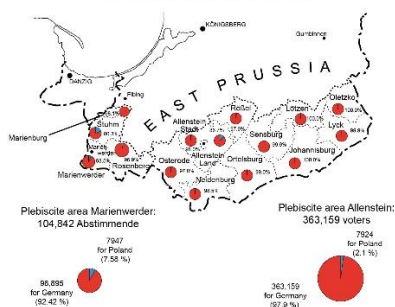 KÖNIGSBERG
Gumbinnen
DANZIG
Elbing
EAST PRUSSIA
Marienburg
Stuhm
Marienwerder
Rosenberg
Allenstein
Stadt
Allenstein
Land
Rößel
Lötzen
Oletzko
Sensburg
Lyck
Johannisburg
Osterode
Ortelsburg
Neidenburg
Plebiscite area Marienwerder:
104,842 Abstimmende
7947
for Poland
(7.58 %)
96,895
for Germany
(92.42 %)
Plebiscite area Allenstein:
363,159 voters
7924
for Poland
(2.1 %)
363,159
for Germany
(97.9 %)